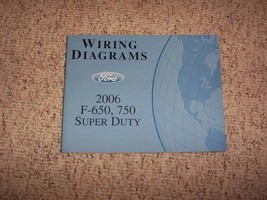 WIRING
DIAGRAMS
Ford
2006
F-650, 750
SUPER DUTY